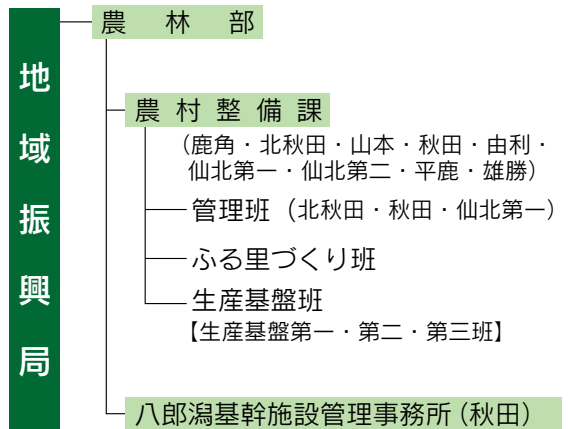 地域振興局
農林部
農村整備課
（鹿角・北秋田・山本・秋田・由利・
仙北第一・仙北第二・平鹿・雄勝）
管理班（北秋田・秋田・仙北第一）
ふる里づくり班
生産基盤班
【生産基盤第一・第二・第三班】
八郎潟基幹施設管理事務所（秋田）